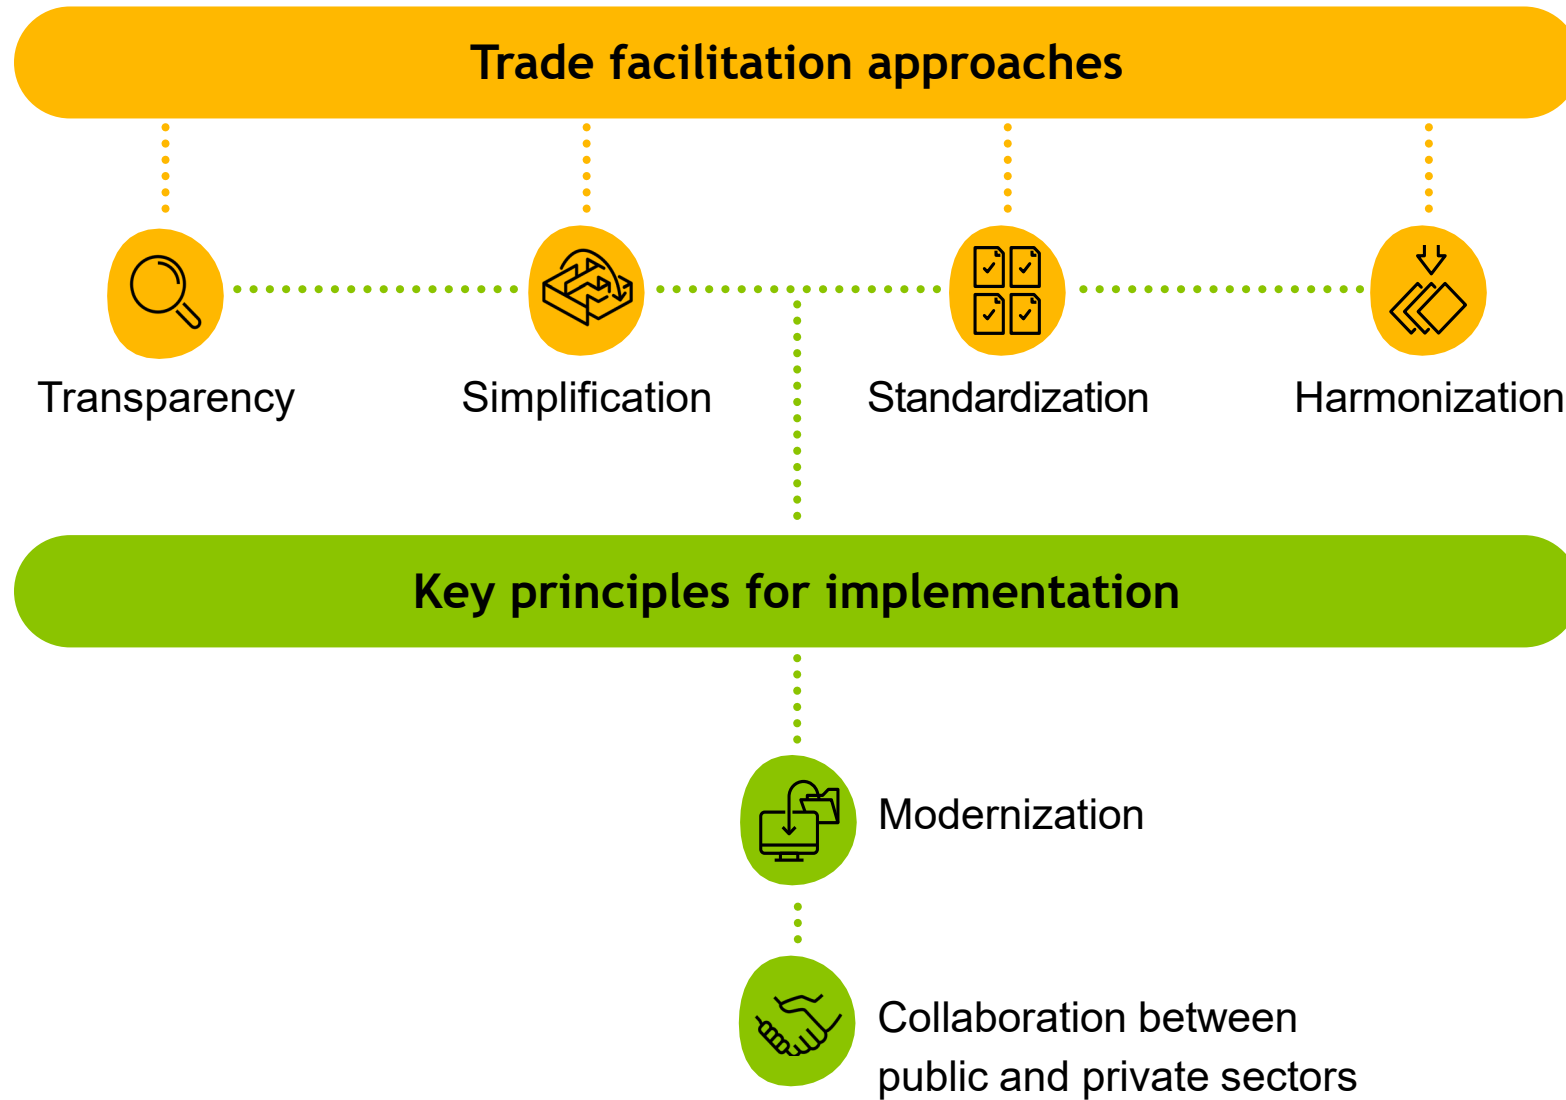 Trade facilitation approaches
Transparency
Simplification
Standardization
Harmonization
Key principles for implementation
Modernization
Collaboration between
public and private sectors